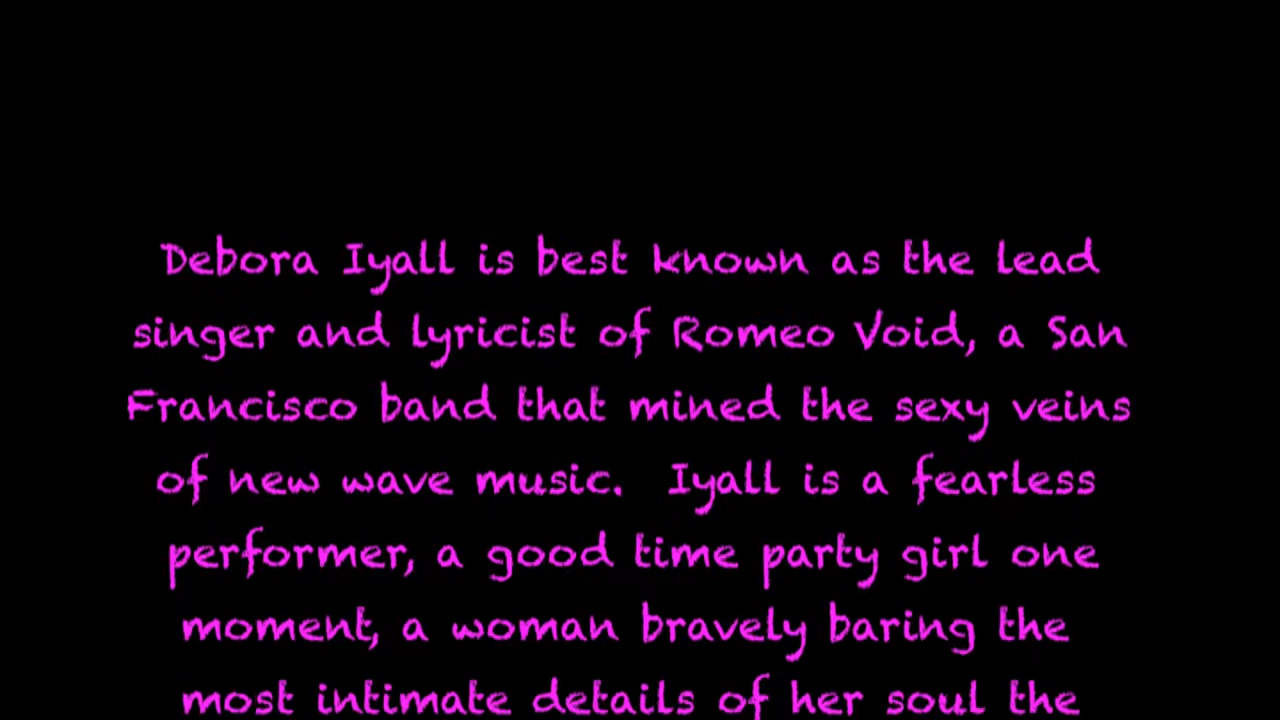 Debora Iyall is best known as the lead
singer and lyricist of Romeo Void, a San
Francisco band that mined the sexy veins
of new wave music.  Iyall is a fearless
performer, a good time party girl one
moment, a woman bravely baring the
most intimate details of her soul the